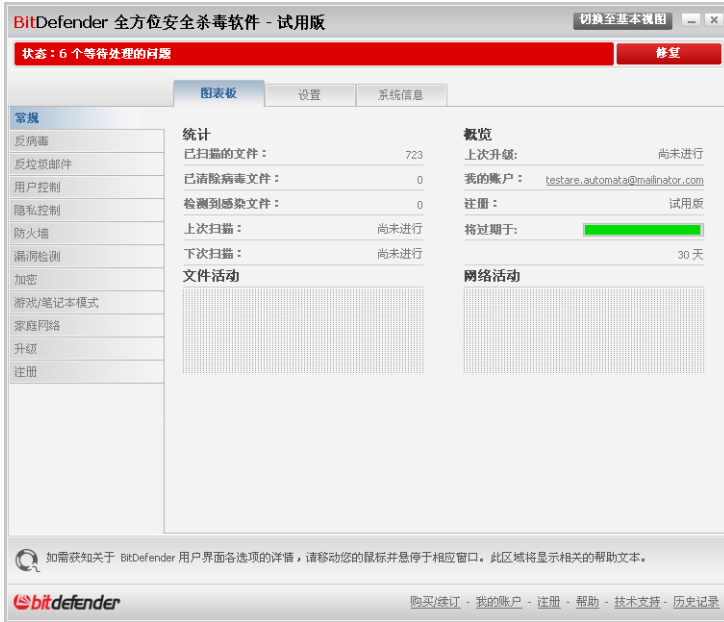 BitDefender 全方位安全杀毒软件 - 试用版
切换至基本视图
状态：6 个等待处理的问题
修复
图表板
设置
系统信息
常规
反病毒
反垃圾邮件
用户控制
隐私控制
防火墙
漏洞检测
加密
游戏/笔记本模式
家庭网络
升级
注册
统计
已扫描的文件： 723
已清除病毒文件： 0
检测到感染文件： 0
上次扫描： 尚未进行
下次扫描： 尚未进行
文件活动
概览
上次升级: 尚未进行
我的账户： testare.automata@mailinator.com
注册： 试用版
将过期于:
30 天
网络活动
如需获知关于 BitDefender 用户界面各选项的详情，请移动您的鼠标并悬停于相应窗口。此区域将显示相关的帮助文本。
bitdefender
购买/续订 - 我的账户 - 注册 - 帮助 - 技术支持 - 历史记录